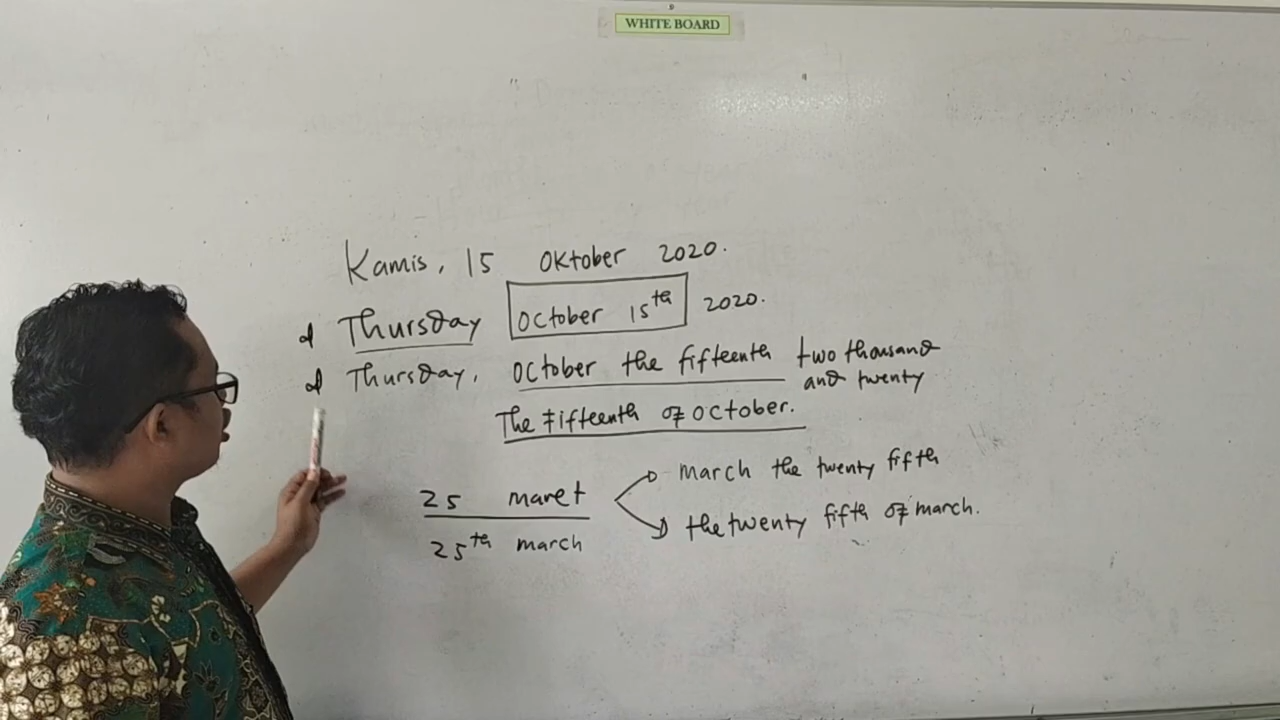 WHITE BOARD
Kamis, 15 Oktober 2020.
Thursday October 15th 2020.
Thursday, October the fifteenth two thousand
and twenty
The Fifteenth of October.
25 maret
march the twenty fifth
25th march
the twenty fifth of march.